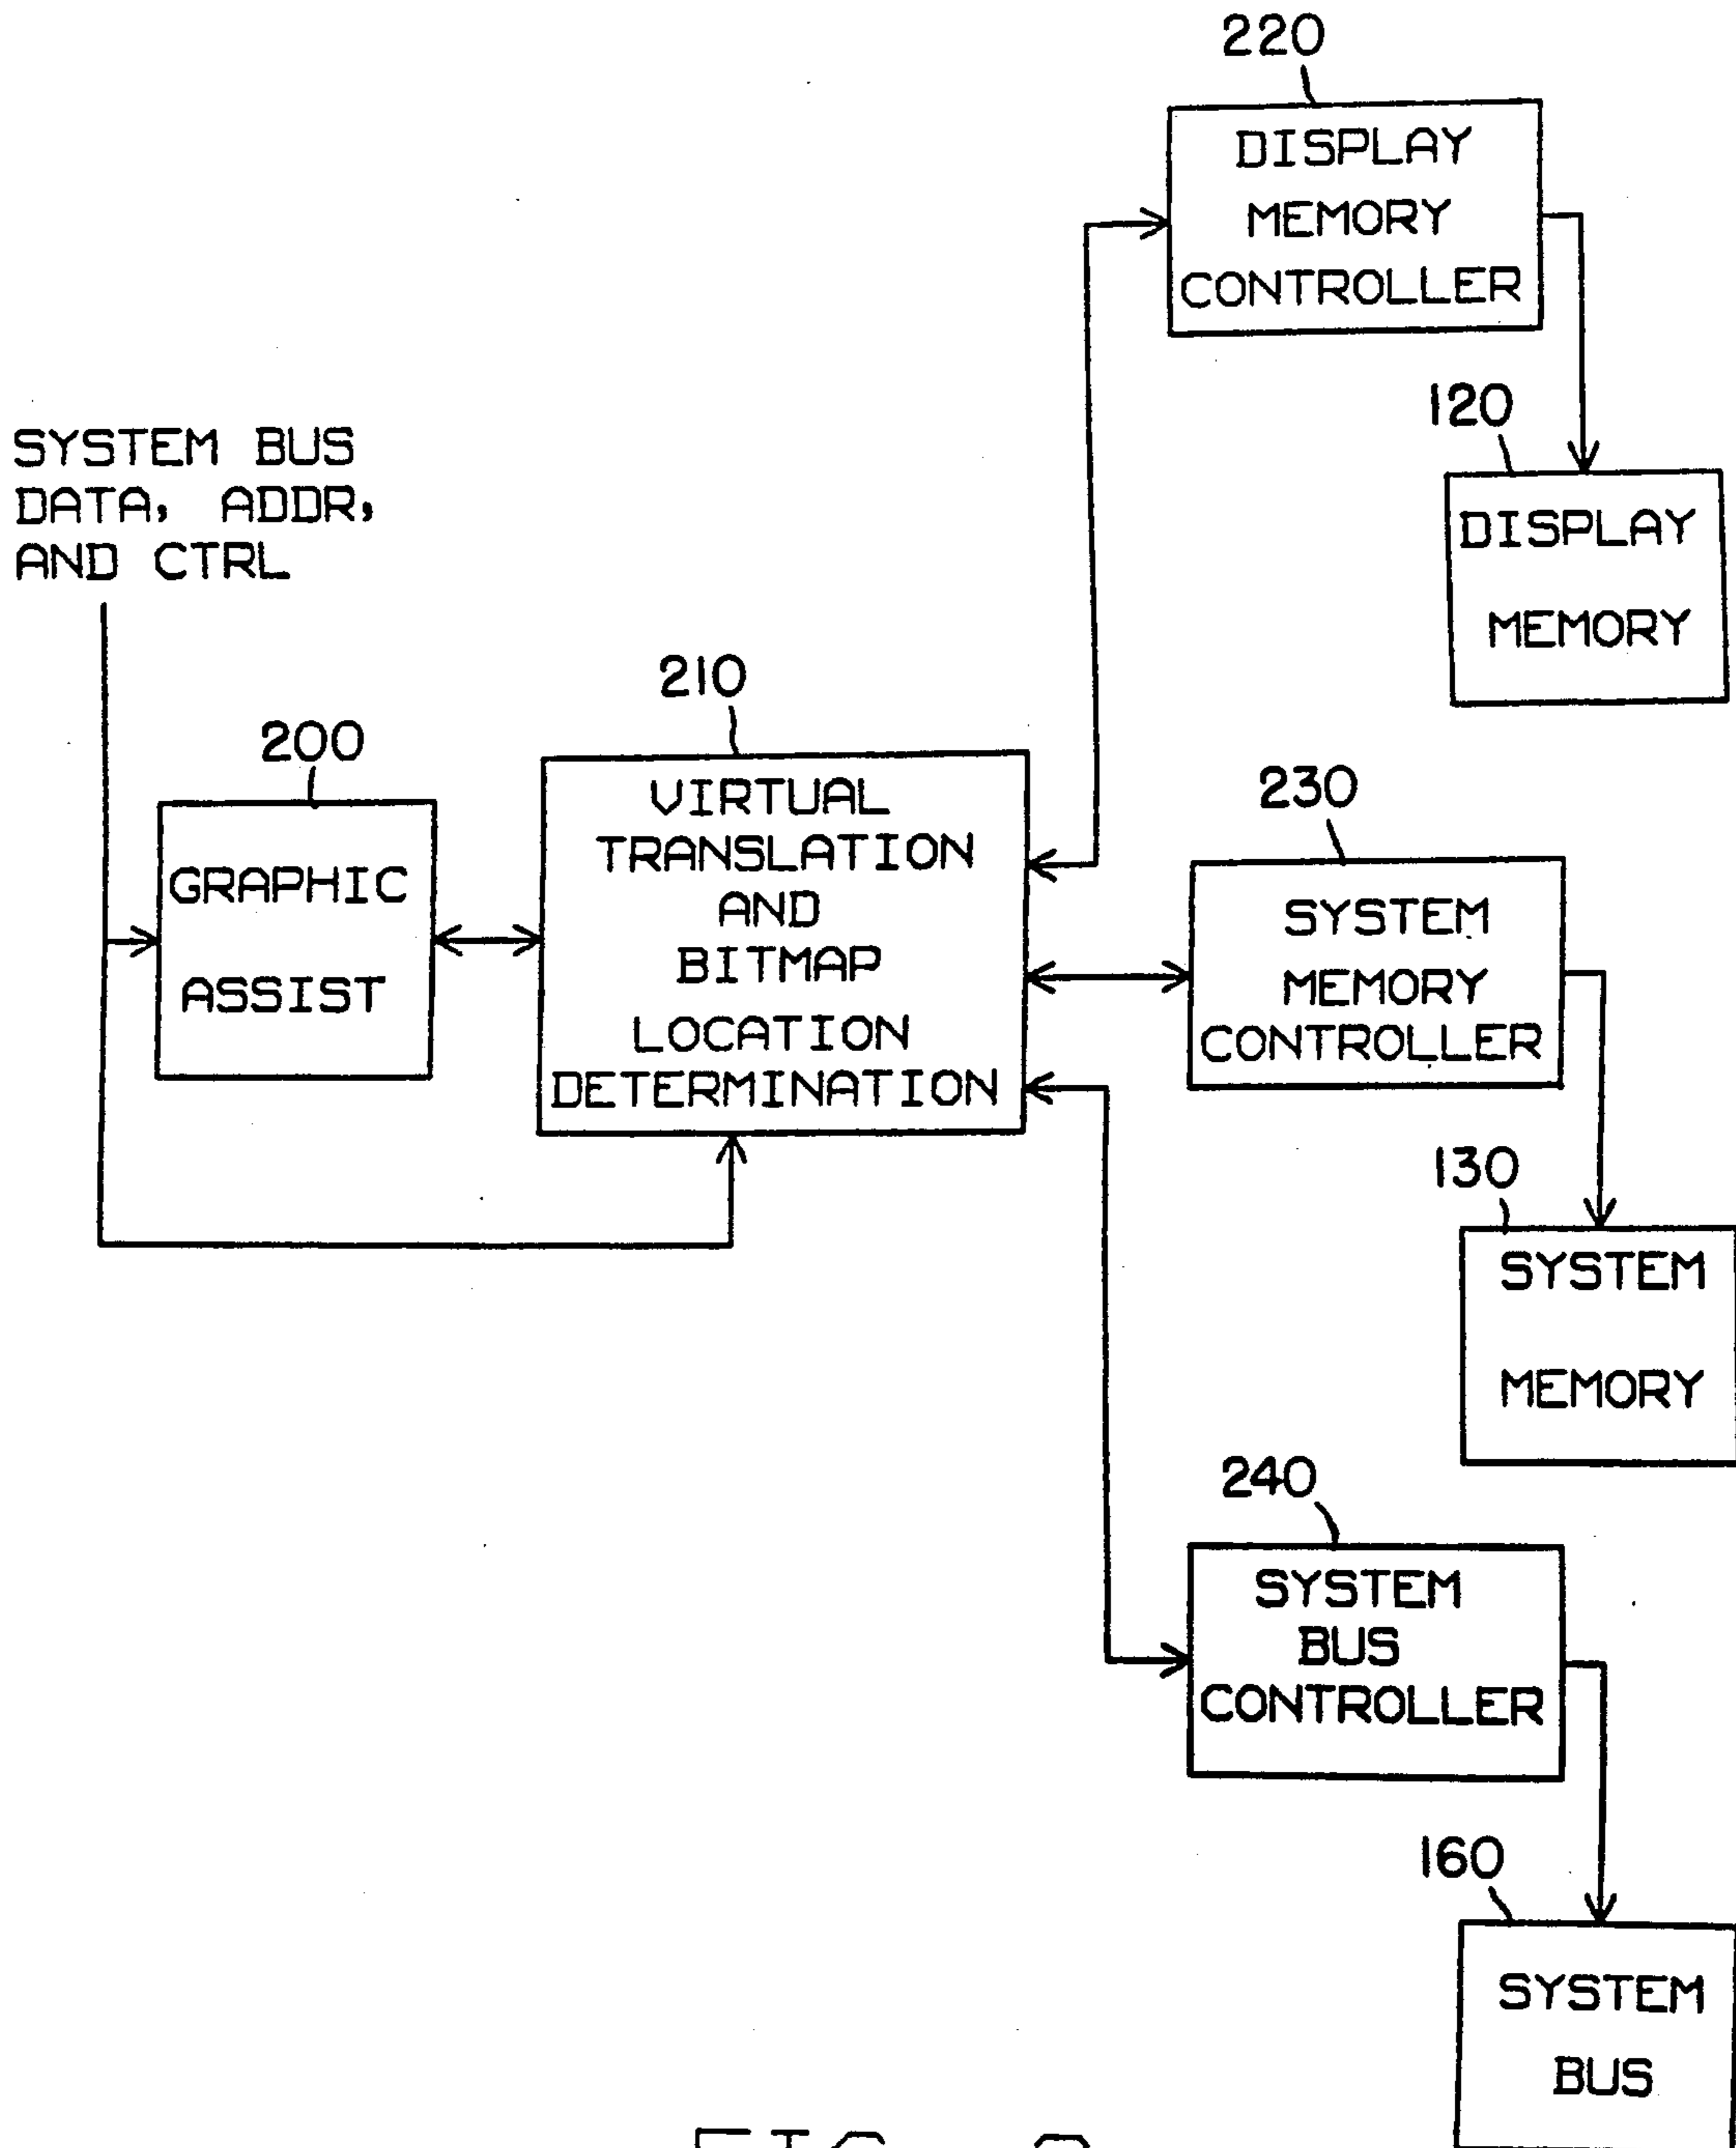 220
DISPLAY
MEMORY
CONTROLLER
120
DISPLAY
MEMORY
SYSTEM BUS
DATA, ADDR,
AND CTRL
200
GRAPHIC
ASSIST
210
VIRTUAL
TRANSLATION
AND
BITMAP
LOCATION
DETERMINATION
230
SYSTEM
MEMORY
CONTROLLER
130
SYSTEM
MEMORY
240
SYSTEM
BUS
CONTROLLER
160
SYSTEM
BUS